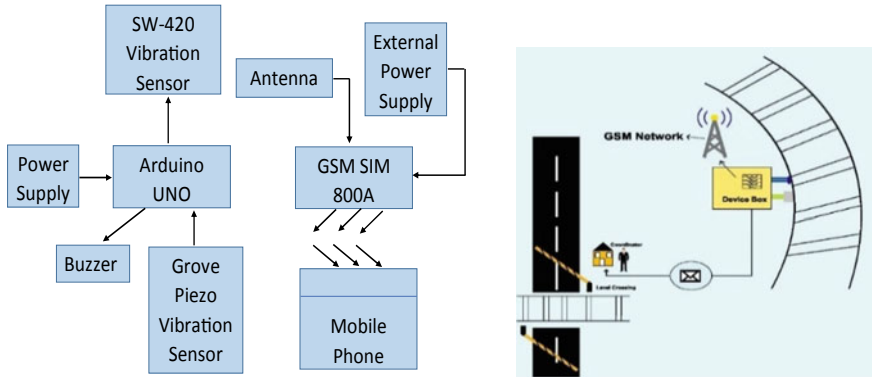 SW-420
Vibration
Sensor
Antenna
External
Power
Supply
Power
Supply
Arduino
UNO
GSM SIM
800A
Buzzer
Grove
Piezo
Vibration
Sensor
Mobile
Phone
GSM Network
Device Box
Coordinator
Level Crossing